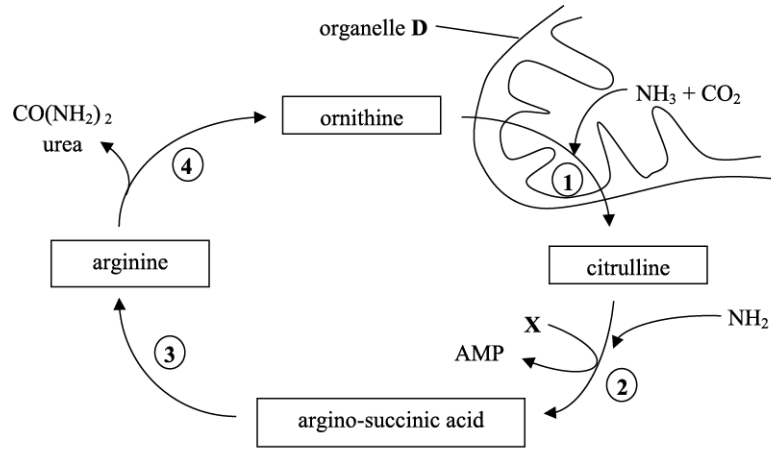 organelle D
NH3 + CO2
CO(NH2) 2
urea
ornithine
4
1
arginine
citrulline
X
NH2
AMP
3
2
argino-succinic acid